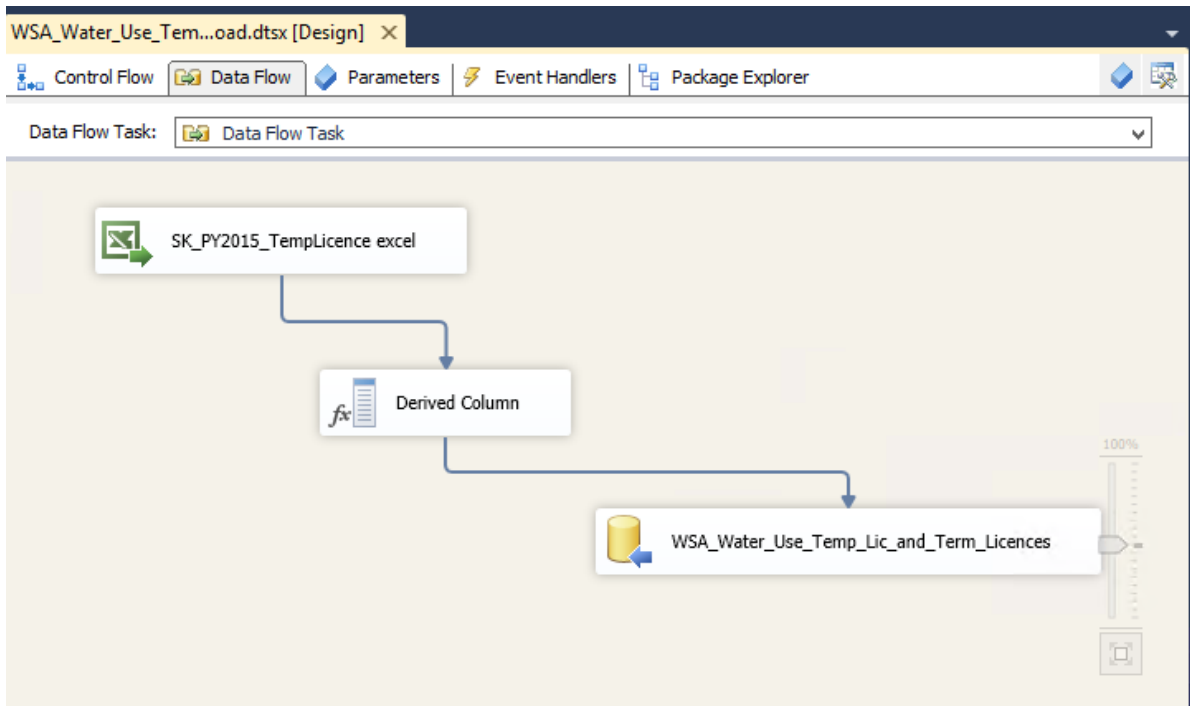 WSA_Water_Use_Tem...oad.dtsx [Design]
Control Flow Data Flow Parameters Event Handlers Package Explorer
Data Flow Task: Data Flow Task
SK_PY2015_TempLicence excel
fx Derived Column
100%
WSA_Water_Use_Temp_Lic_and_Term_Licences